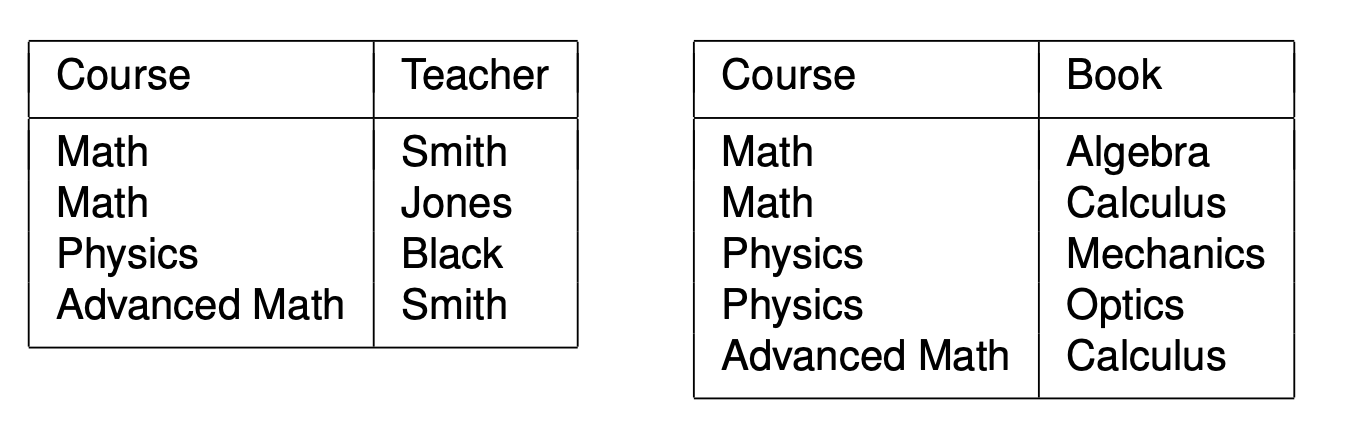 Course Teacher
Math Smith
Math Jones
Physics Black
Advanced Math Smith
Course Book
Math Algebra
Math Calculus
Physics Mechanics
Physics Optics
Advanced Math Calculus